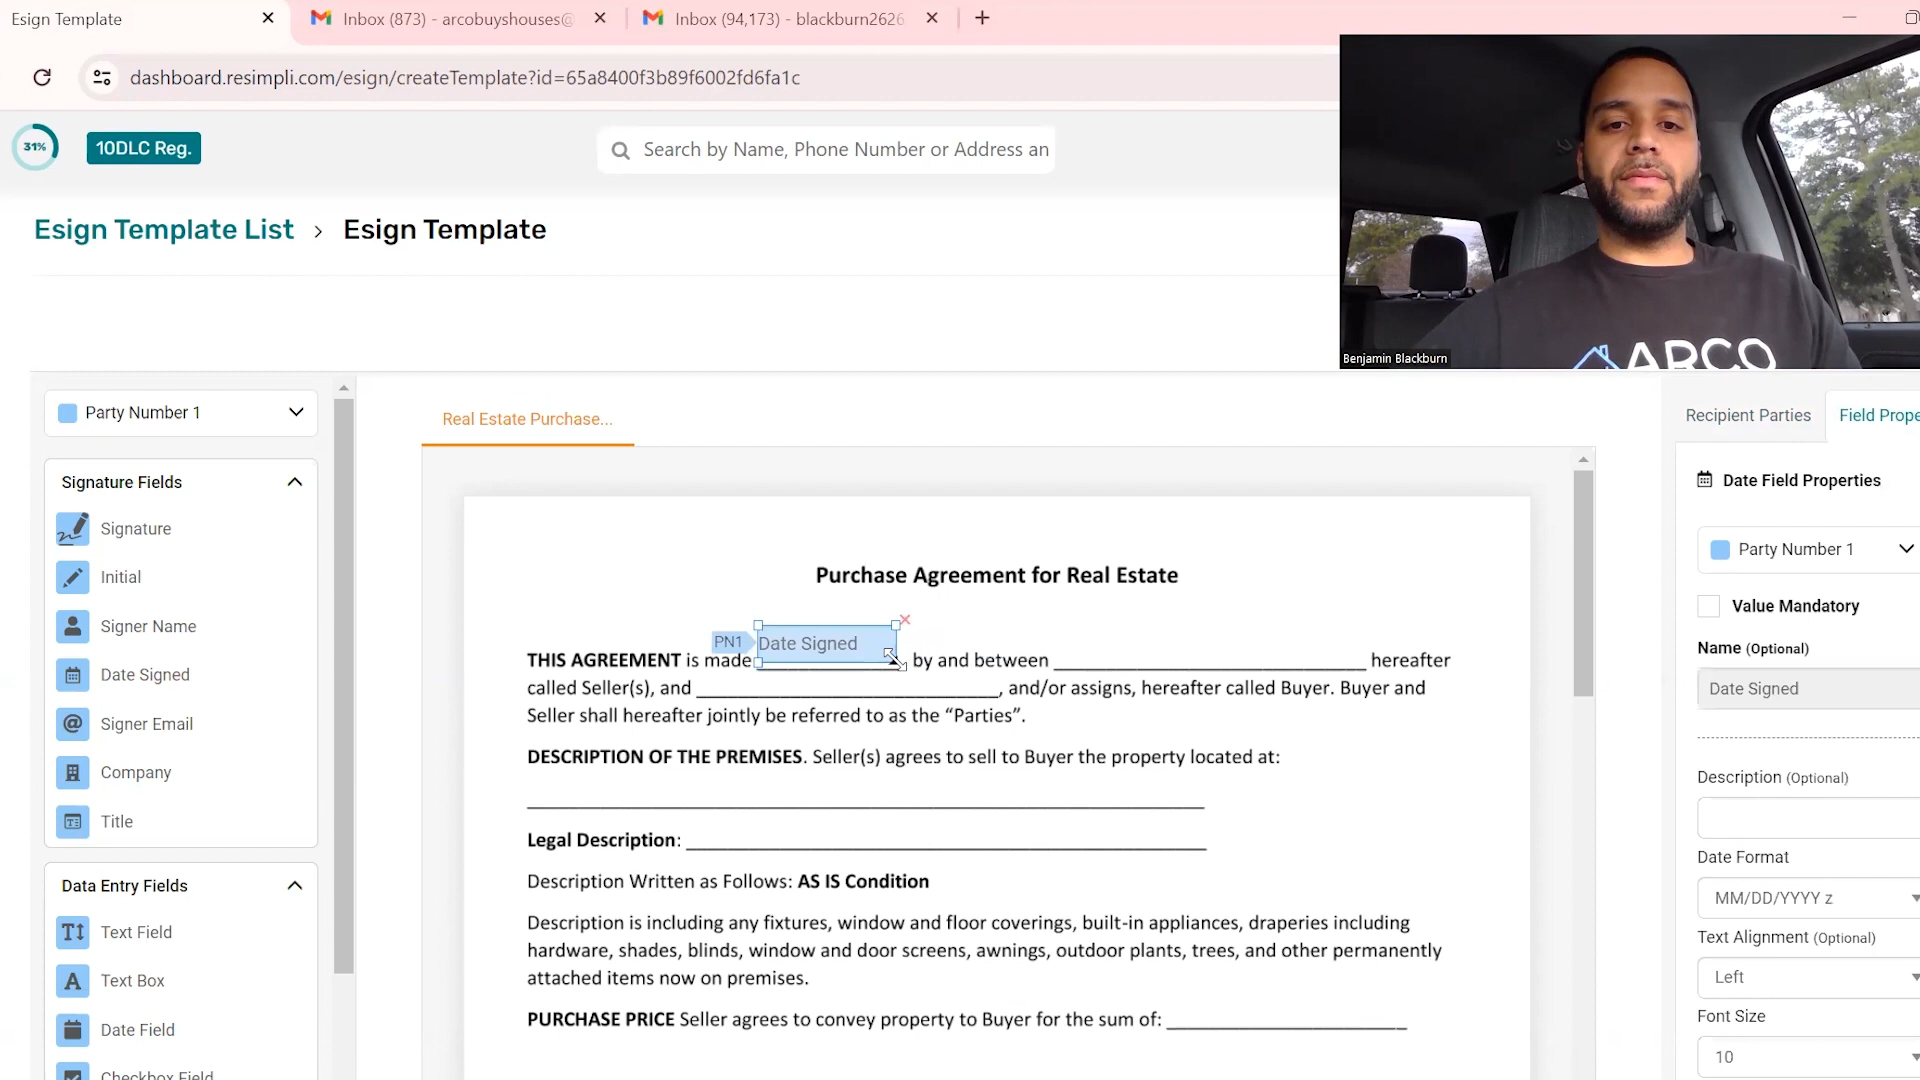 Esign Template
Inbox (873) - arcobuyshouses@
Inbox (94,173) - blackburn2626
dashboard.resimpli.com/esign/createTemplate?id=65a8400f3b89f6002fd6fa1c
31%
10DLC Reg.
Search by Name, Phone Number or Address an
Esign Template List > Esign Template
ARCO
Benjamin Blackburn
Party Number 1
Signature Fields
Signature
Initial
Signer Name
Date Signed
Signer Email
Company
Title
Data Entry Fields
Text Field
Text Box
Date Field
Checkbox Field
Real Estate Purchase...
Purchase Agreement for Real Estate
PN1 Date Signed
THIS AGREEMENT is made ______________, by and between ______________________________ hereafter
called Seller(s), and _____________________________, and/or assigns, hereafter called Buyer. Buyer and
Seller shall hereafter jointly be referred to as the “Parties”.
DESCRIPTION OF THE PREMISES. Seller(s) agrees to sell to Buyer the property located at:
_________________________________________________________________
Legal Description: __________________________________________________
Description Written as Follows: AS IS Condition
Description is including any fixtures, window and floor coverings, built-in appliances, draperies including
hardware, shades, blinds, window and door screens, awnings, outdoor plants, trees, and other permanently
attached items now on premises.
PURCHASE PRICE Seller agrees to convey property to Buyer for the sum of: _______________________
Recipient Parties
Field Prope
Date Field Properties
Party Number 1
Value Mandatory
Name (Optional)
Date Signed
Description (Optional)
Date Format
MM/DD/YYYY z
Text Alignment (Optional)
Left
Font Size
10